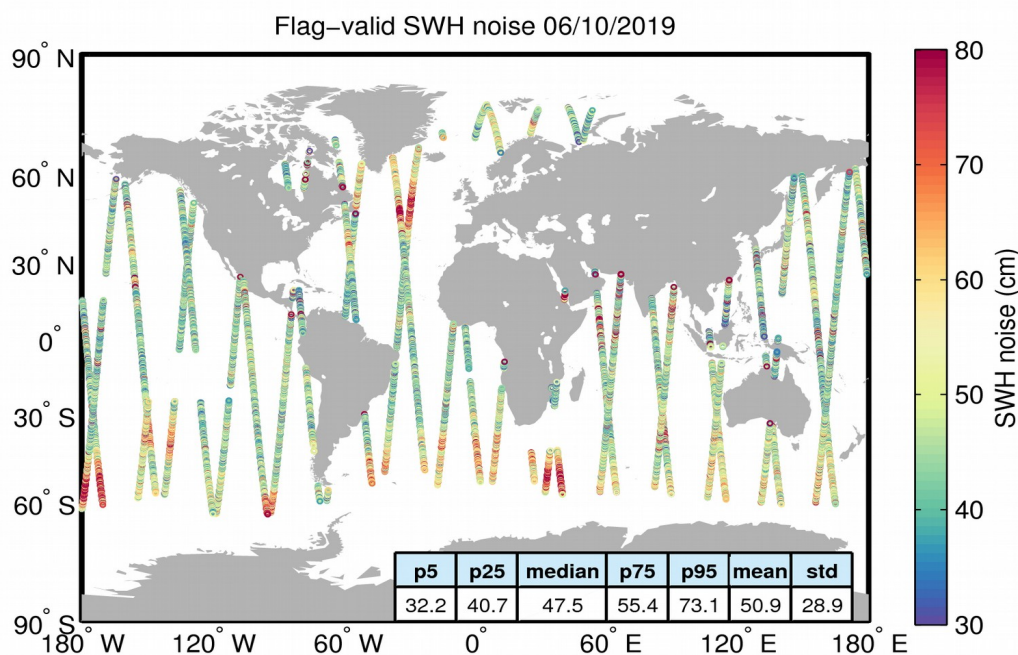 Flag−valid SWH noise 06/10/2019
90° N
60° N
30° N
0°
30° S
60° S
90° S
180° W
120° W
60° W
0°
60° E
120° E
180° E
80
70
60
50
40
30
SWH noise (cm)
p5 p25 median p75 p95 mean std
32.2 40.7 47.5 55.4 73.1 50.9 28.9